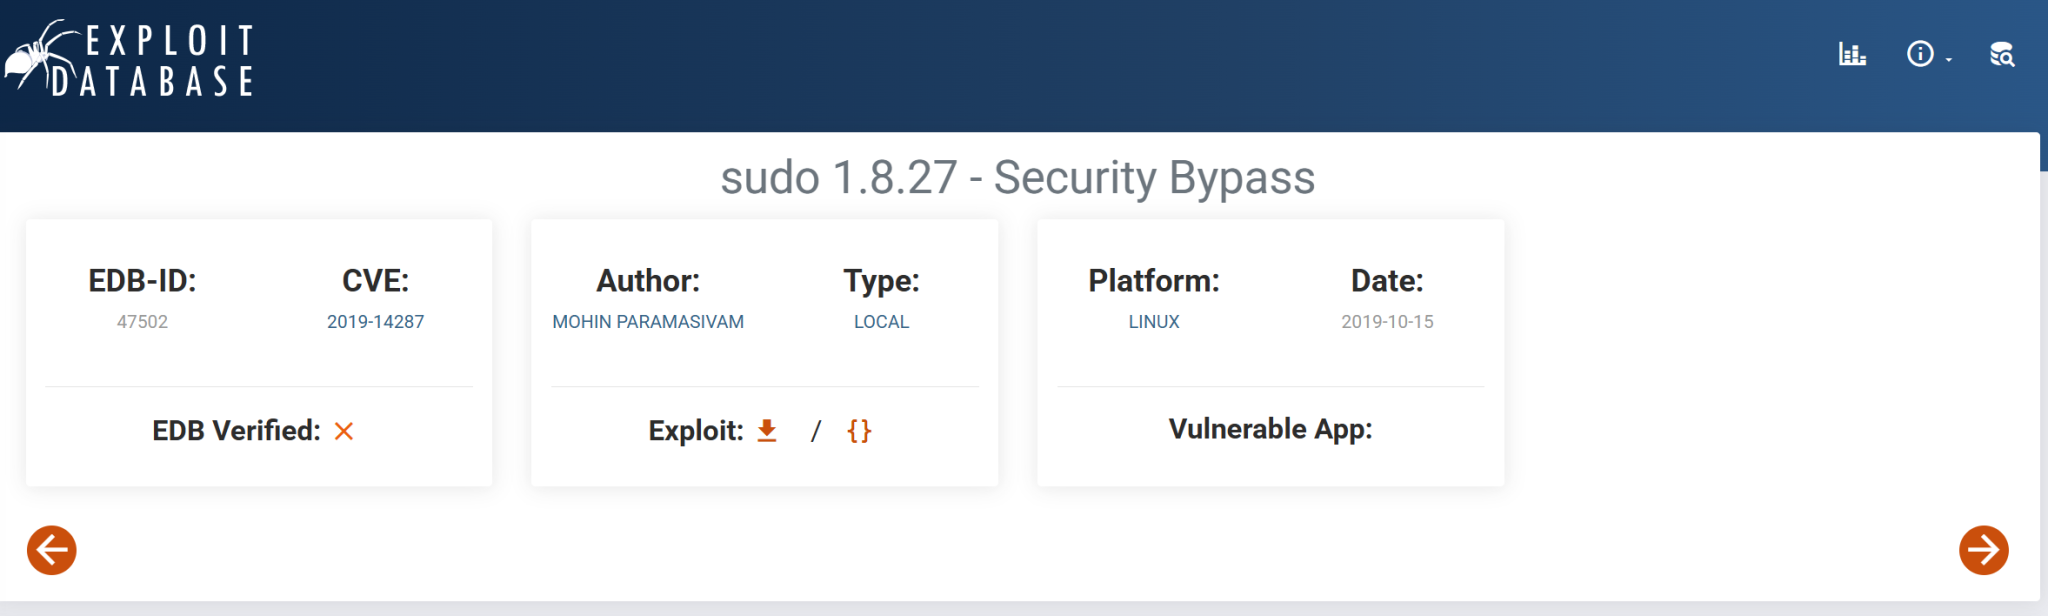 EXPLOIT
DATABASE
sudo 1.8.27 - Security Bypass
EDB-ID:
47502
CVE:
2019-14287
EDB Verified:
Author:
MOHIN PARAMASIVAM
Type:
LOCAL
Exploit: / {}
Platform:
LINUX
Date:
2019-10-15
Vulnerable App: